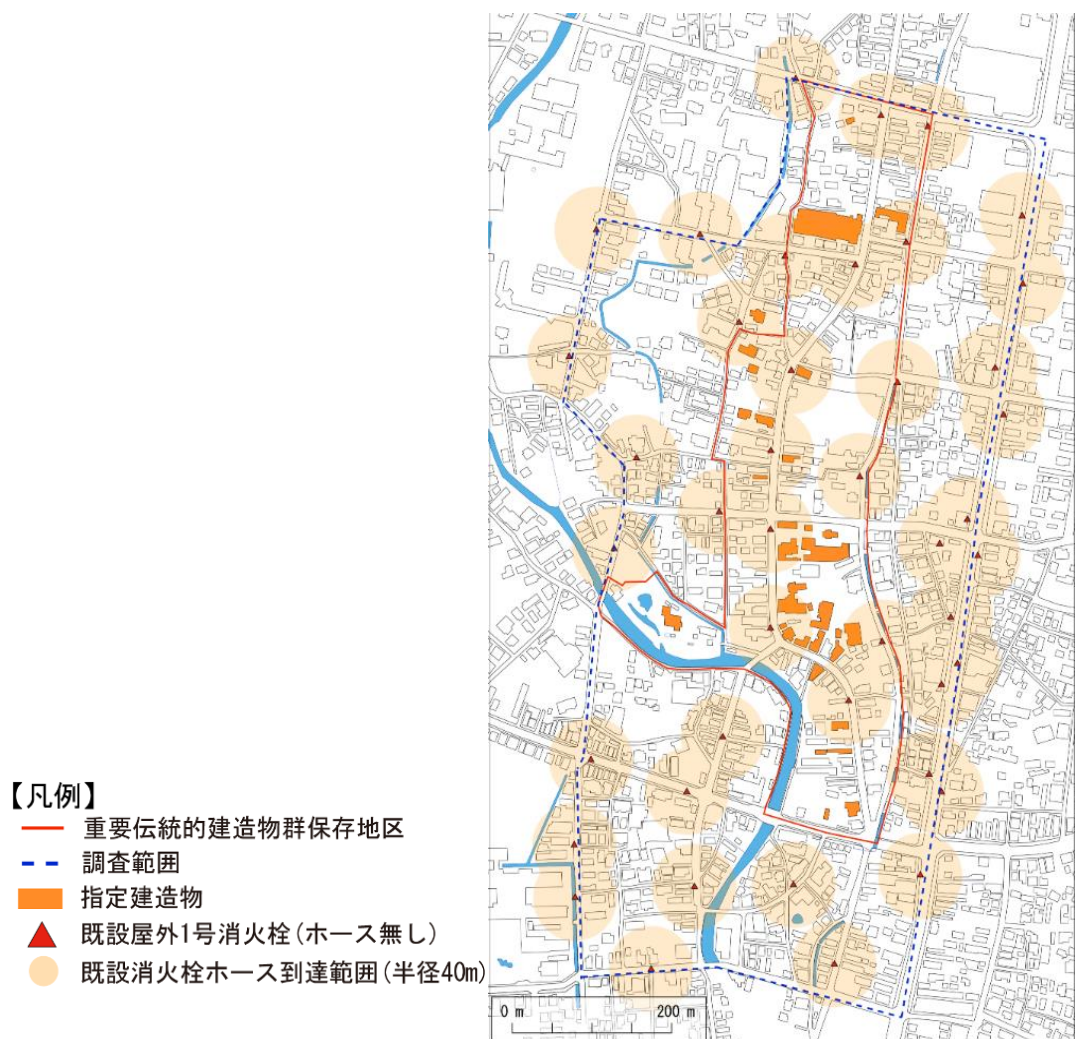 【凡例】
重要伝統的建造物群保存地区
調査範囲
指定建造物
既設屋外1号消火栓(ホース無し)
既設消火栓ホース到達範囲(半径40m)
0 m 200 m